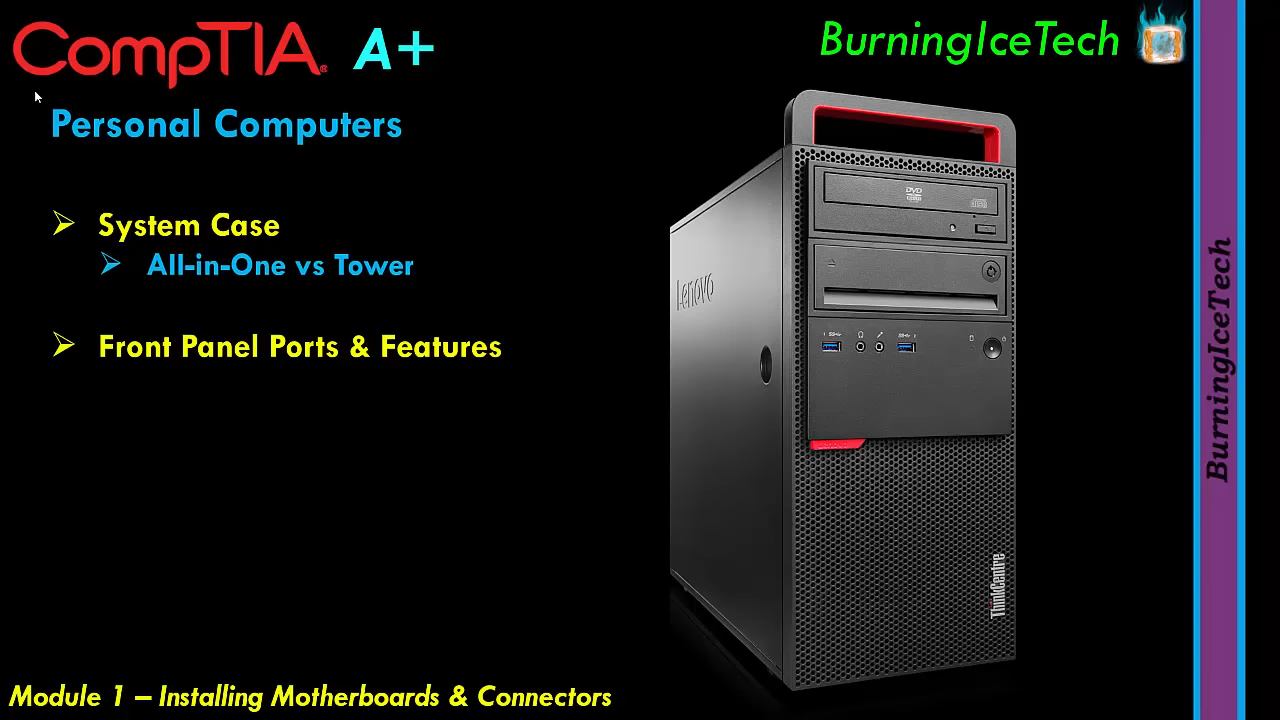 CompTIA® A+
BurningIceTech
Personal Computers
System Case
All-in-One vs Tower
Front Panel Ports & Features
Lenovo
DVD
ThinkCentre
BurningIceTech
Module 1 – Installing Motherboards & Connectors